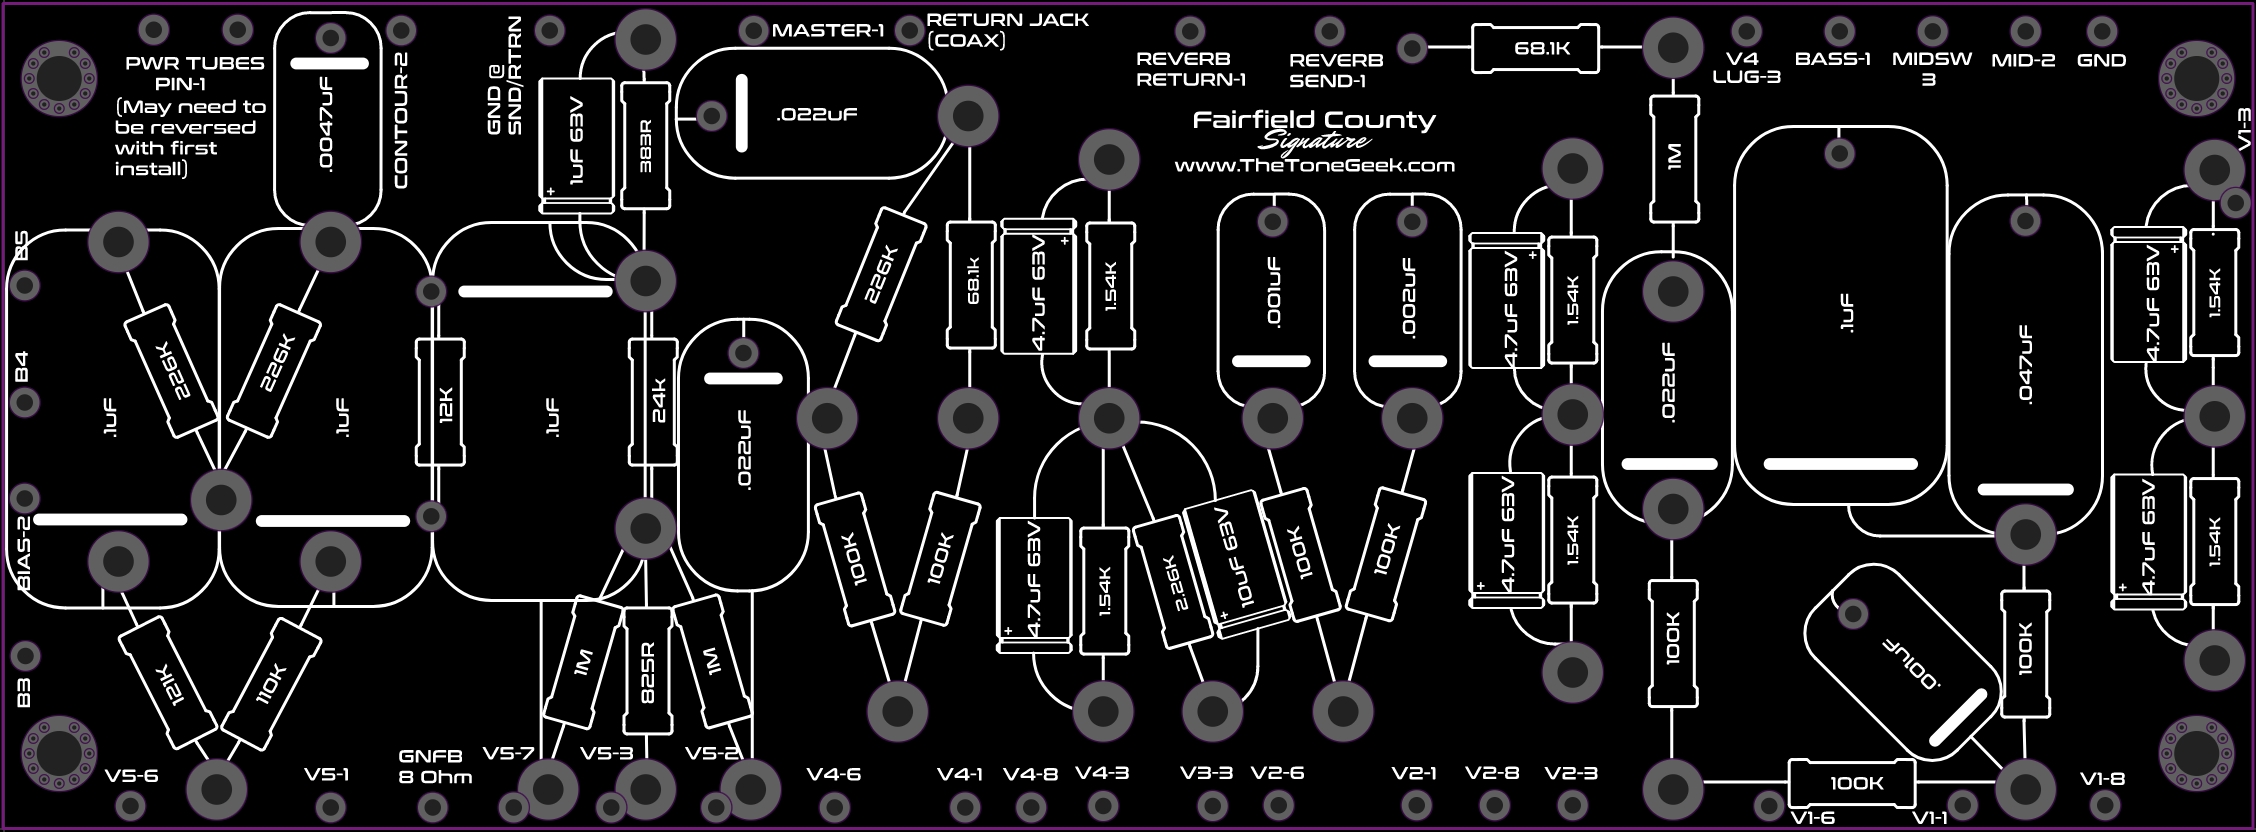 PWR TUBES
PIN-1
(May need to
be reversed
with first
install)
.0047uF
CONTOUR-2
GND @
SND/RTRN
1uF 63V
+
383R
MASTER-1
RETURN JACK
(COAX)
.022uF
REVERB
RETURN-1
REVERB
SEND-1
Fairfield County
Signature
www.TheToneGeek.com
68.1K
1M
V4
LUG-3
BASS-1
MIDSW
3
MID-2
GND
V1-3
B5
B4
BIAS-2
B3
226K
226K
.1uF
.1uF
12K
.1uF
24k
.022uF
226K
68.1K
4.7uF 63V
+
1.54K
.001uF
.002uF
4.7uF 63V
+
1.54K
.022uF
.1uF
.047uF
4.7uF 63V
+
1.54K
121K
110K
1M
825R
1M
100K
100K
4.7uF 63V
+
1.54K
2.26K
10uF 63V
+
100K
100K
4.7uF 63V
+
1.54K
100K
.001uF
100K
4.7uF 63V
+
1.54K
100K
V5-6
V5-1
GNFB
8 Ohm
V5-7
V5-3
V5-2
V4-6
V4-1
V4-8
V4-3
V3-3
V2-6
V2-1
V2-8
V2-3
V1-6
V1-1
V1-8